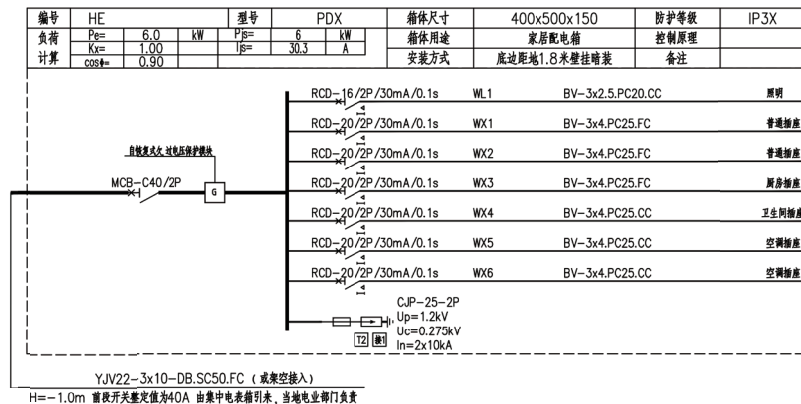 编号 HE 型号 PDX 箱体尺寸 400x500x150 防护等级 IP3X
负荷计算 Pe= 6.0 kW Pjs= 6 kW 箱体用途 家居配电箱 控制原理
Kx= 1.00 Ijs= 30.3 A 安装方式 底边距地1.8米壁挂暗装 备注
cosφ= 0.90
RCD-16/2P/30mA/0.1s WL1 BV-3x2.5.PC20.CC 照明
RCD-20/2P/30mA/0.1s WX1 BV-3x4.PC25.FC 普通插座
自恢复式欠.过电压保护模块
RCD-20/2P/30mA/0.1s WX2 BV-3x4.PC25.FC 普通插座
MCB-C40/2P G RCD-20/2P/30mA/0.1s WX3 BV-3x4.PC25.FC 厨房插座
RCD-20/2P/30mA/0.1s WX4 BV-3x4.PC25.CC 卫生间插座
RCD-20/2P/30mA/0.1s WX5 BV-3x4.PC25.CC 空调插座
RCD-20/2P/30mA/0.1s WX6 BV-3x4.PC25.CC 空调插座
CJP-25-2P
Up=1.2kV
Uc=0.275kV
T2 接1 In=2x10kA
YJV22-3x10-DB.SC50.FC (或架空接入)
H=-1.0m 前段开关整定值为40A 由集中电表箱引来, 当地电业部门负责